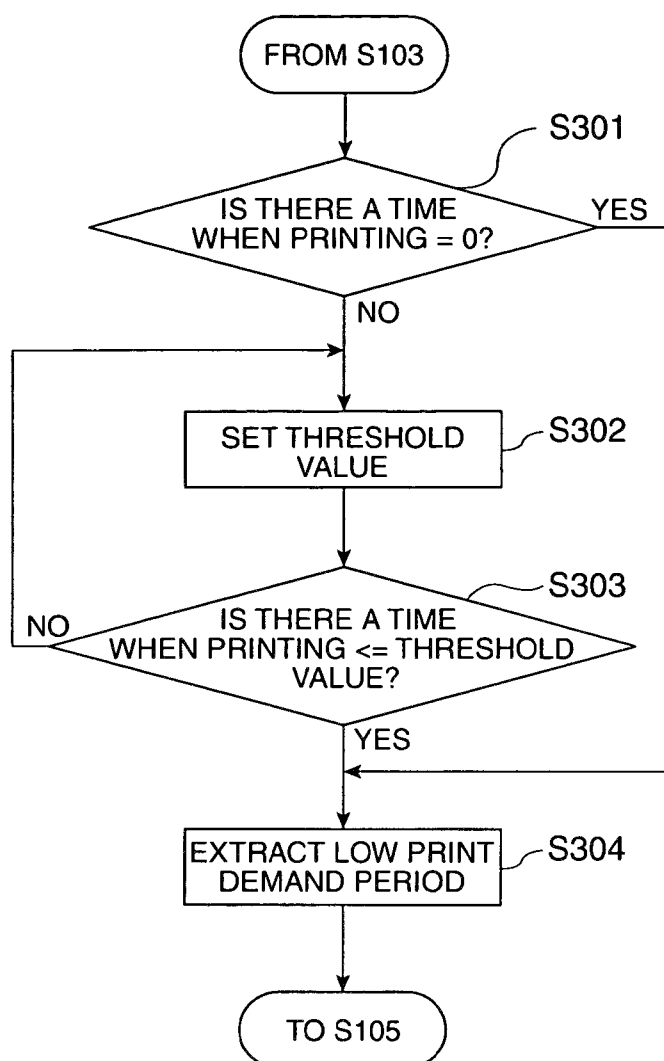 FROM S103
S301
IS THERE A TIME
WHEN PRINTING = 0?
YES
NO
SET THRESHOLD
VALUE
S302
S303
IS THERE A TIME
WHEN PRINTING <= THRESHOLD
VALUE?
NO
YES
EXTRACT LOW PRINT
DEMAND PERIOD
S304
TO S105